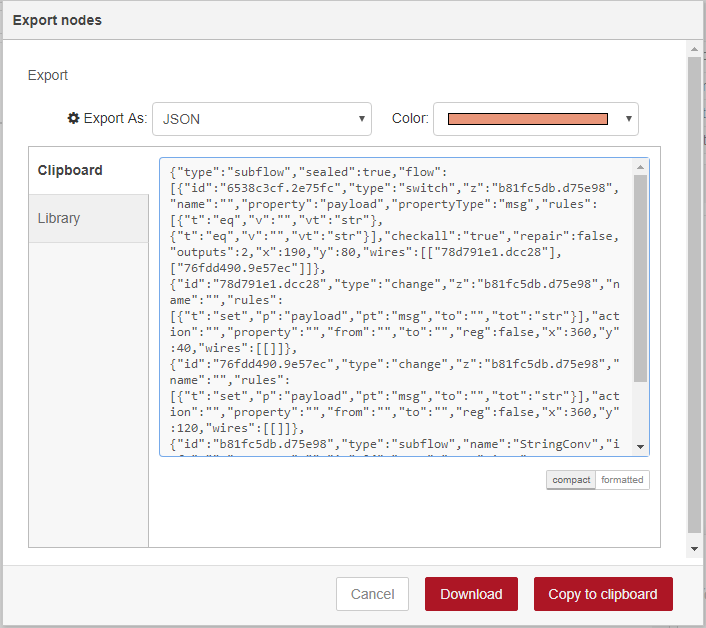 Export nodes
Export
Export As: JSON
Color:
Clipboard
Library
{"type":"subflow","sealed":true,"flow":
[{"id":"6538c3cf.2e75fc","type":"switch","z":"b81fc5db.d75e98",
"name":"","property":"payload","propertyType":"msg","rules":
[{"t":"eq","v":"","vt":"str"},
{"t":"eq","v":"","vt":"str"}],"checkall":"true","repair":false,
"outputs":2,"x":190,"y":80,"wires":[["78d791e1.dcc28"],
["76fdd490.9e57ec"]]},
{"id":"78d791e1.dcc28","type":"change","z":"b81fc5db.d75e98","n
ame":"","rules":
[{"t":"set","p":"payload","pt":"msg","to":"","tot":"str"}],"act
ion":"","property":"","from":"","to":"","reg":false,"x":360,"y"
:40,"wires":[[]]},
{"id":"76fdd490.9e57ec","type":"change","z":"b81fc5db.d75e98","
name":"","rules":
[{"t":"set","p":"payload","pt":"msg","to":"","tot":"str"}],"act
ion":"","property":"","from":"","to":"","reg":false,"x":360,"y"
:120,"wires":[[]]},
{"id":"b81fc5db.d75e98","type":"subflow","name":"StringConv","i
compact formatted
Cancel Download Copy to clipboard